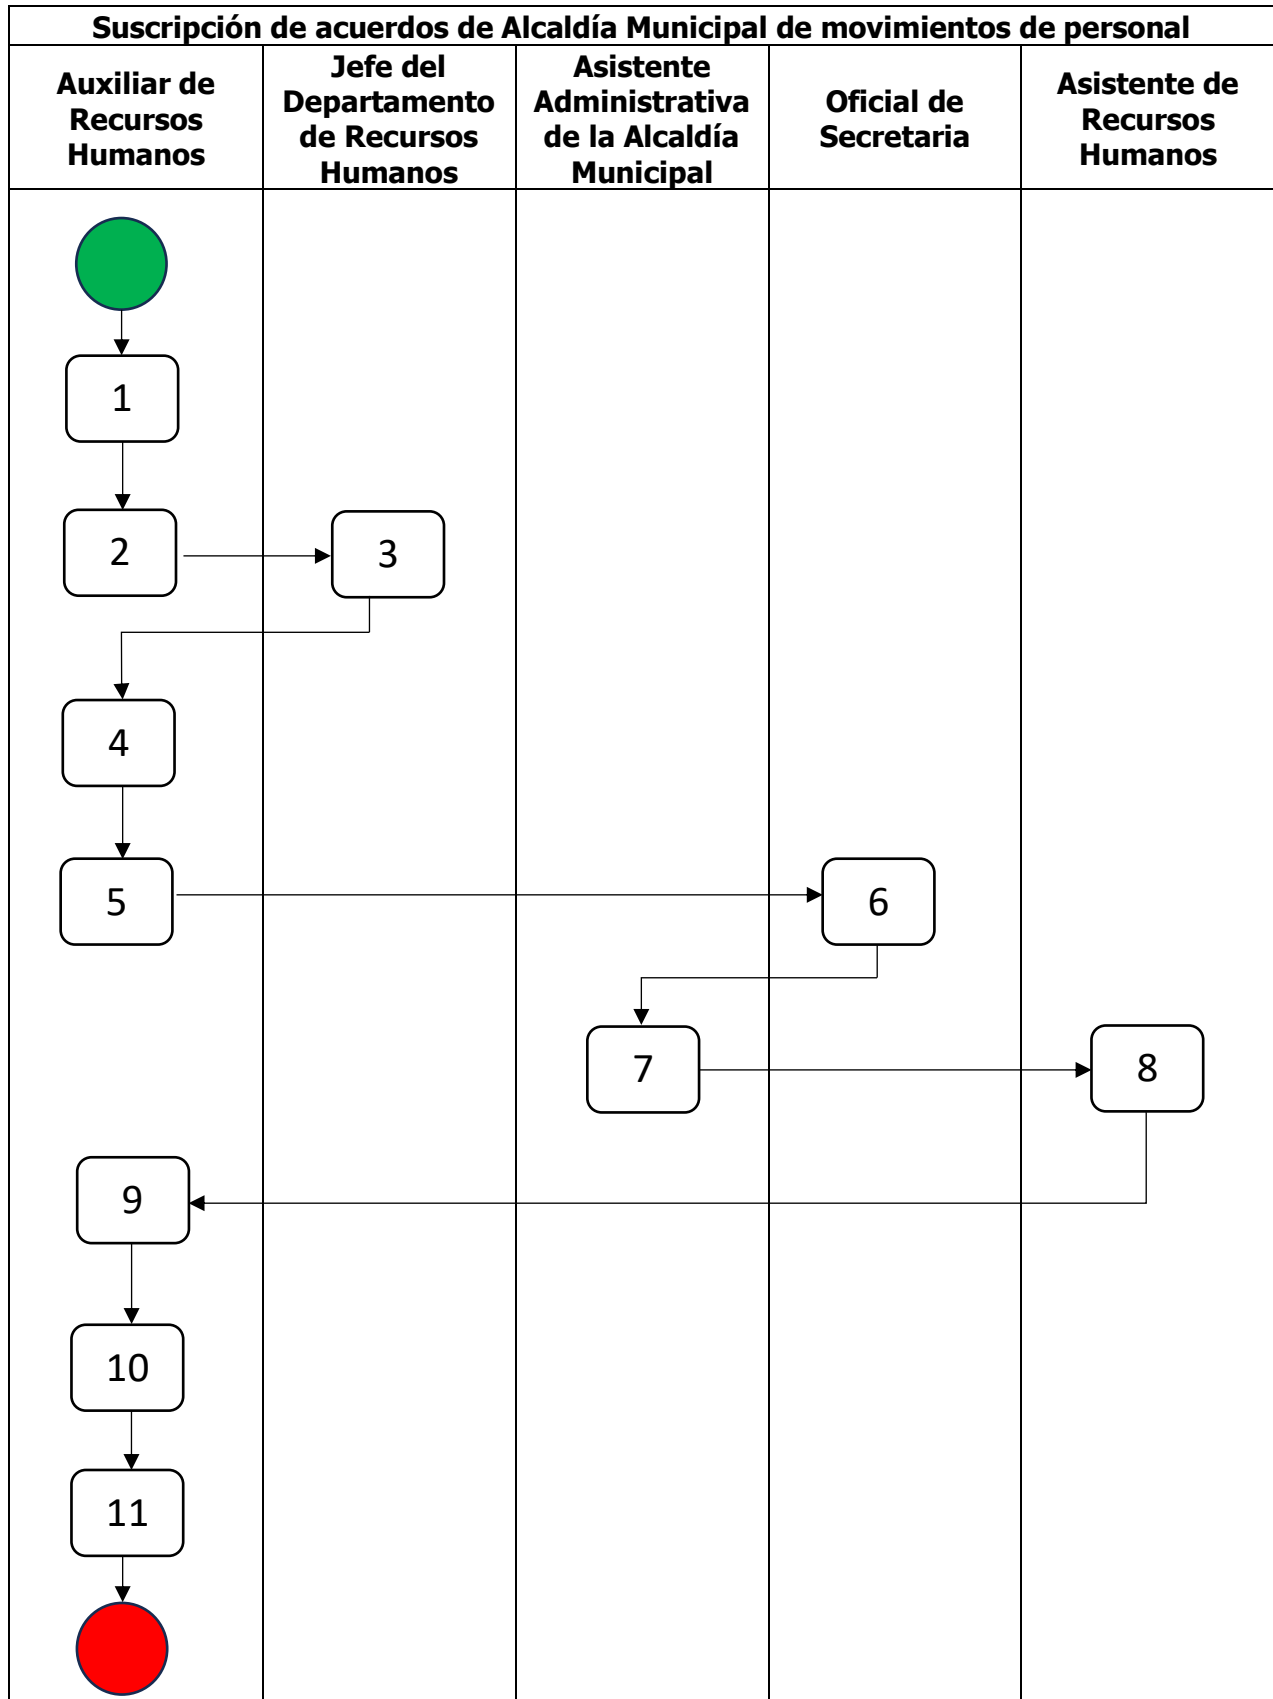 Suscripción de acuerdos de Alcaldía Municipal de movimientos de personal
Auxiliar de
Recursos
Humanos
Jefe del
Departamento
de Recursos
Humanos
Asistente
Administrativa
de la Alcaldía
Municipal
Oficial de
Secretaria
Asistente de
Recursos
Humanos
1
2
3
4
5
6
7
8
9
10
11